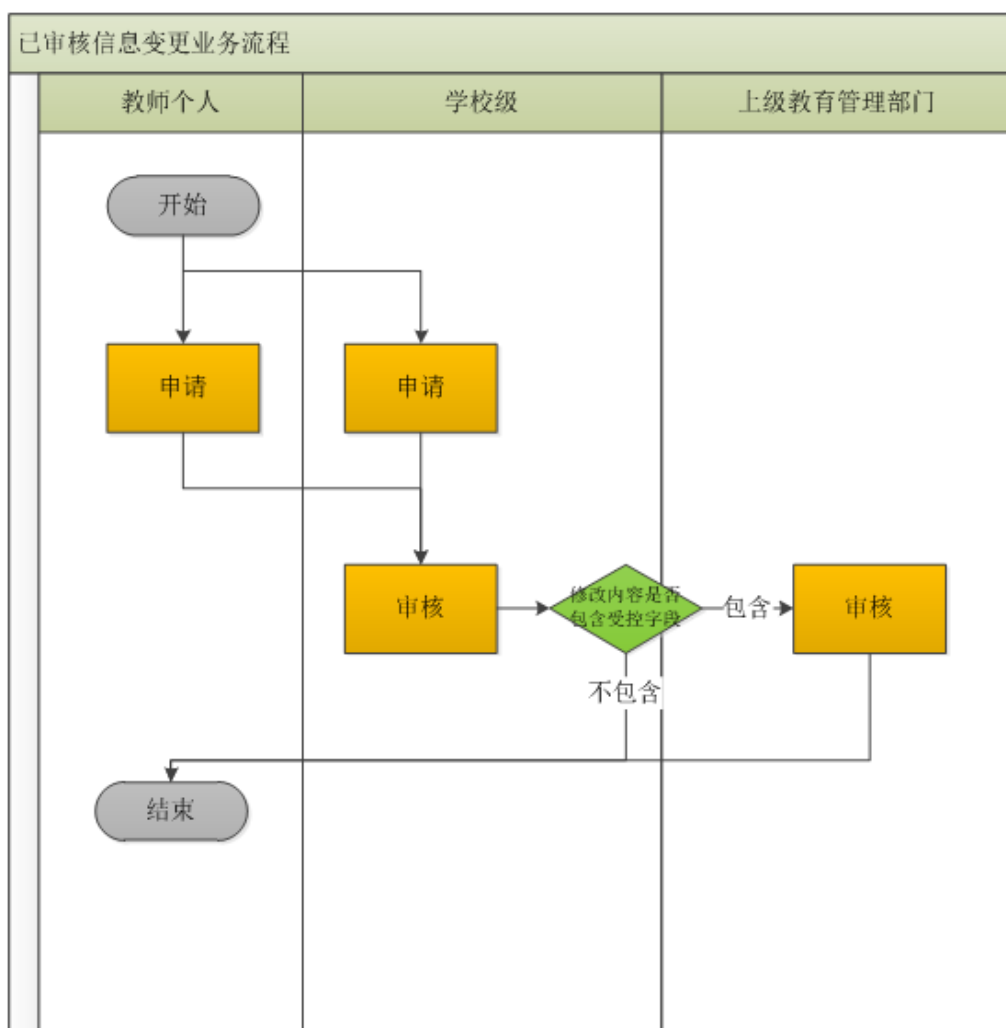 已审核信息变更业务流程
教师个人
学校级
上级教育管理部门
开始
申请
申请
审核
修改内容是否
包含受控字段
包含
审核
不包含
结束